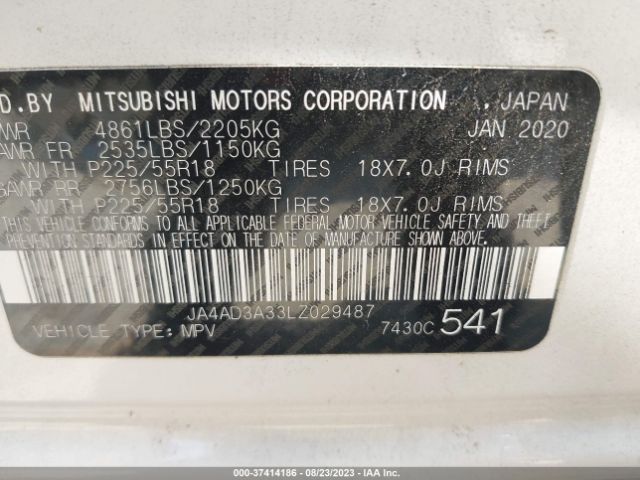 D.BY MITSUBISHI MOTORS CORPORATION . JAPAN
WR 4861LBS/2205KG JAN 2020
AWR FR 2535LBS/1150KG
WITH P225/55R18 TIRES 18X7.0J RIMS
GAWR RR 2756LBS/1250KG
WITH P225/55R18 TIRES 18X7.0J RIMS
THIS VEHICLE CONFORMS TO ALL APPLICABLE FEDERAL MOTOR VEHICLE SAFETY AND THEFT
PREVENTION STANDARDS IN EFFECT ON THE DATE OF MANUFACTURE SHOWN ABOVE.
JA4AD3A33LZ029487
VEHICLE TYPE: MPV 7430C 541
000-37414186 - 08/23/2023 - IAA Inc.